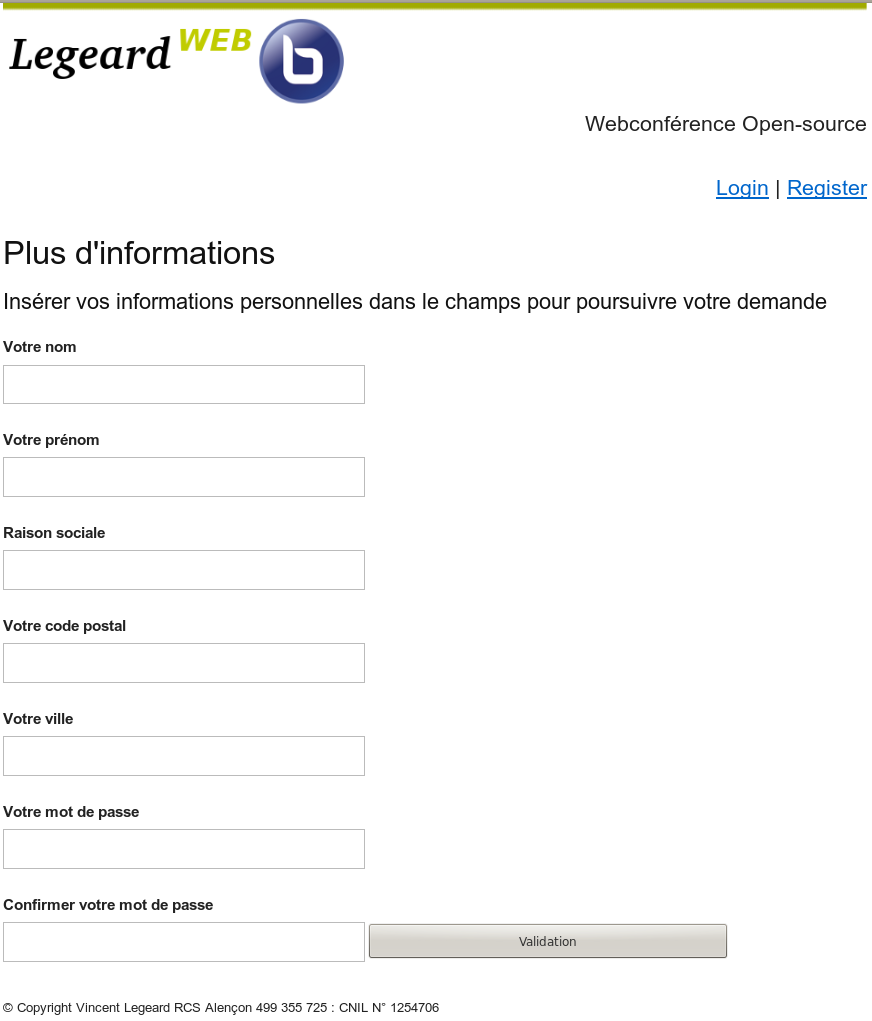 Legeard WEB b
Webconférence Open-source
Login | Register
Plus d'informations
Insérer vos informations personnelles dans le champs pour poursuivre votre demande
Votre nom
Votre prénom
Raison sociale
Votre code postal
Votre ville
Votre mot de passe
Confirmer votre mot de passe
Validation
© Copyright Vincent Legeard RCS Alençon 499 355 725 : CNIL N° 1254706